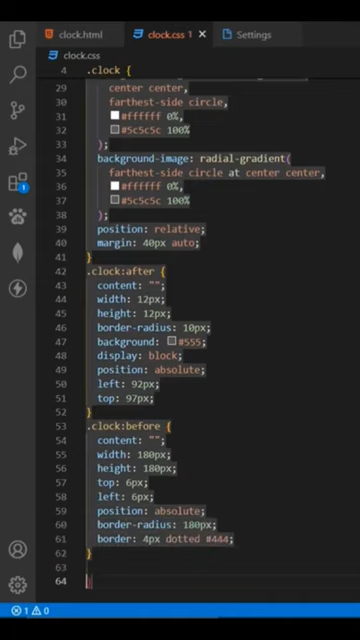 clock.html
clock.css 1
Settings
clock.css
4 .clock {
29 center center,
30 farthest-side circle,
31 #ffffff 0%,
32 #5c5c5c 100%
33 );
34 background-image: radial-gradient(
35 farthest-side circle at center center,
36 #ffffff 0%,
37 #5c5c5c 100%
38 );
39 position: relative;
40 margin: 40px auto;
41 }
42 .clock:after {
43 content: "";
44 width: 12px;
45 height: 12px;
46 border-radius: 10px;
47 background: #555;
48 display: block;
49 position: absolute;
50 left: 92px;
51 top: 97px;
52 }
53 .clock:before {
54 content: "";
55 width: 180px;
56 height: 180px;
57 top: 6px;
58 left: 6px;
59 position: absolute;
60 border-radius: 180px;
61 border: 4px dotted #444;
62 }
63
64
1
1 0